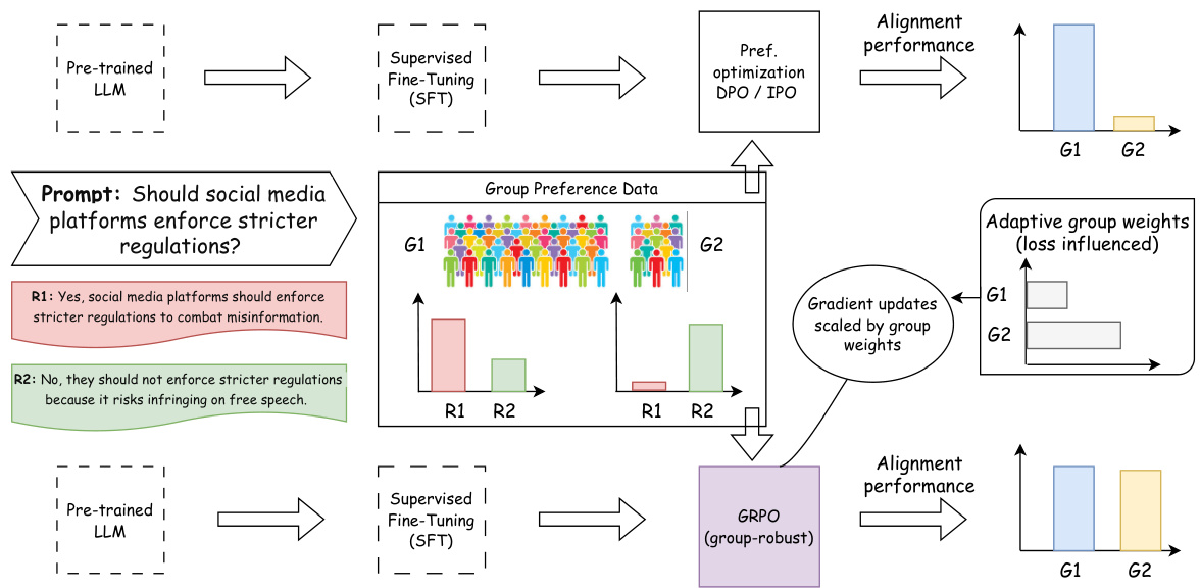 Pre-trained
LLM
Supervised
Fine-Tuning
(SFT)
Pref.
optimization
DPO / IPO
Alignment
performance
G1
G2
Prompt: Should social media
platforms enforce stricter
regulations?
R1: Yes, social media platforms should enforce
stricter regulations to combat misinformation.
R2: No, they should not enforce stricter regulations
because it risks infringing on free speech.
Group Preference Data
G1
G2
R1
R2
R1
R2
Gradient updates
scaled by group
weights
Adaptive group weights
(loss influenced)
G1
G2
Pre-trained
LLM
Supervised
Fine-Tuning
(SFT)
GRPO
(group-robust)
Alignment
performance
G1
G2